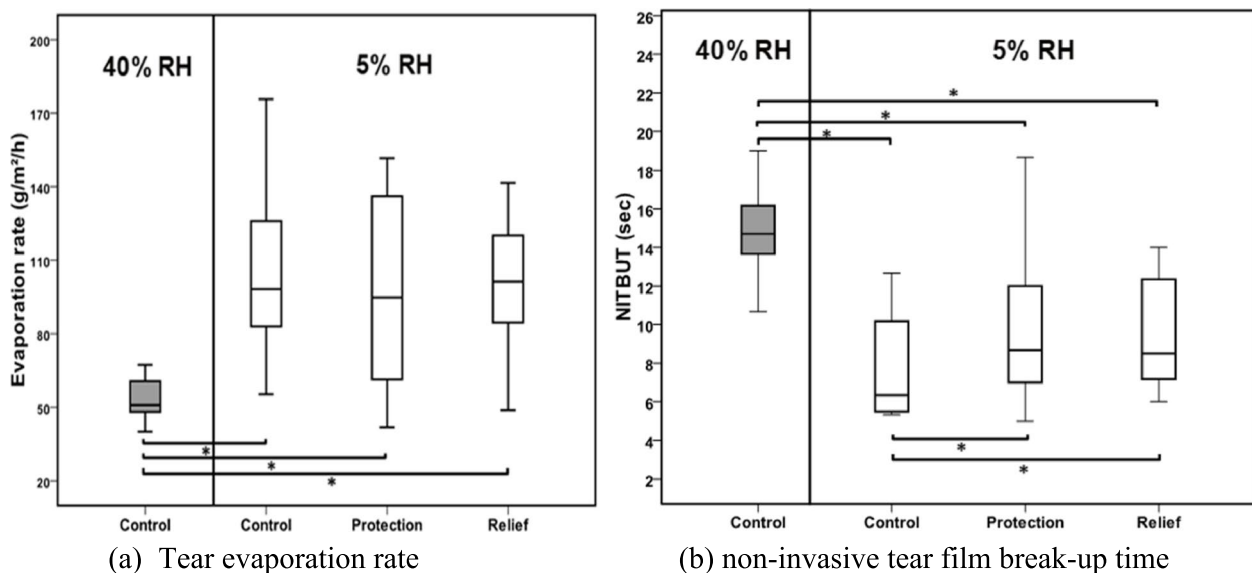 40% RH
5% RH
Evaporation rate (g/m²/h)
200
170
140
110
80
50
20
*
*
*
Control
Control
Protection
Relief
(a) Tear evaporation rate
40% RH
5% RH
NITBUT (sec)
26
24
22
20
18
16
14
12
10
8
6
4
2
*
*
*
*
*
Control
Control
Protection
Relief
(b) non-invasive tear film break-up time